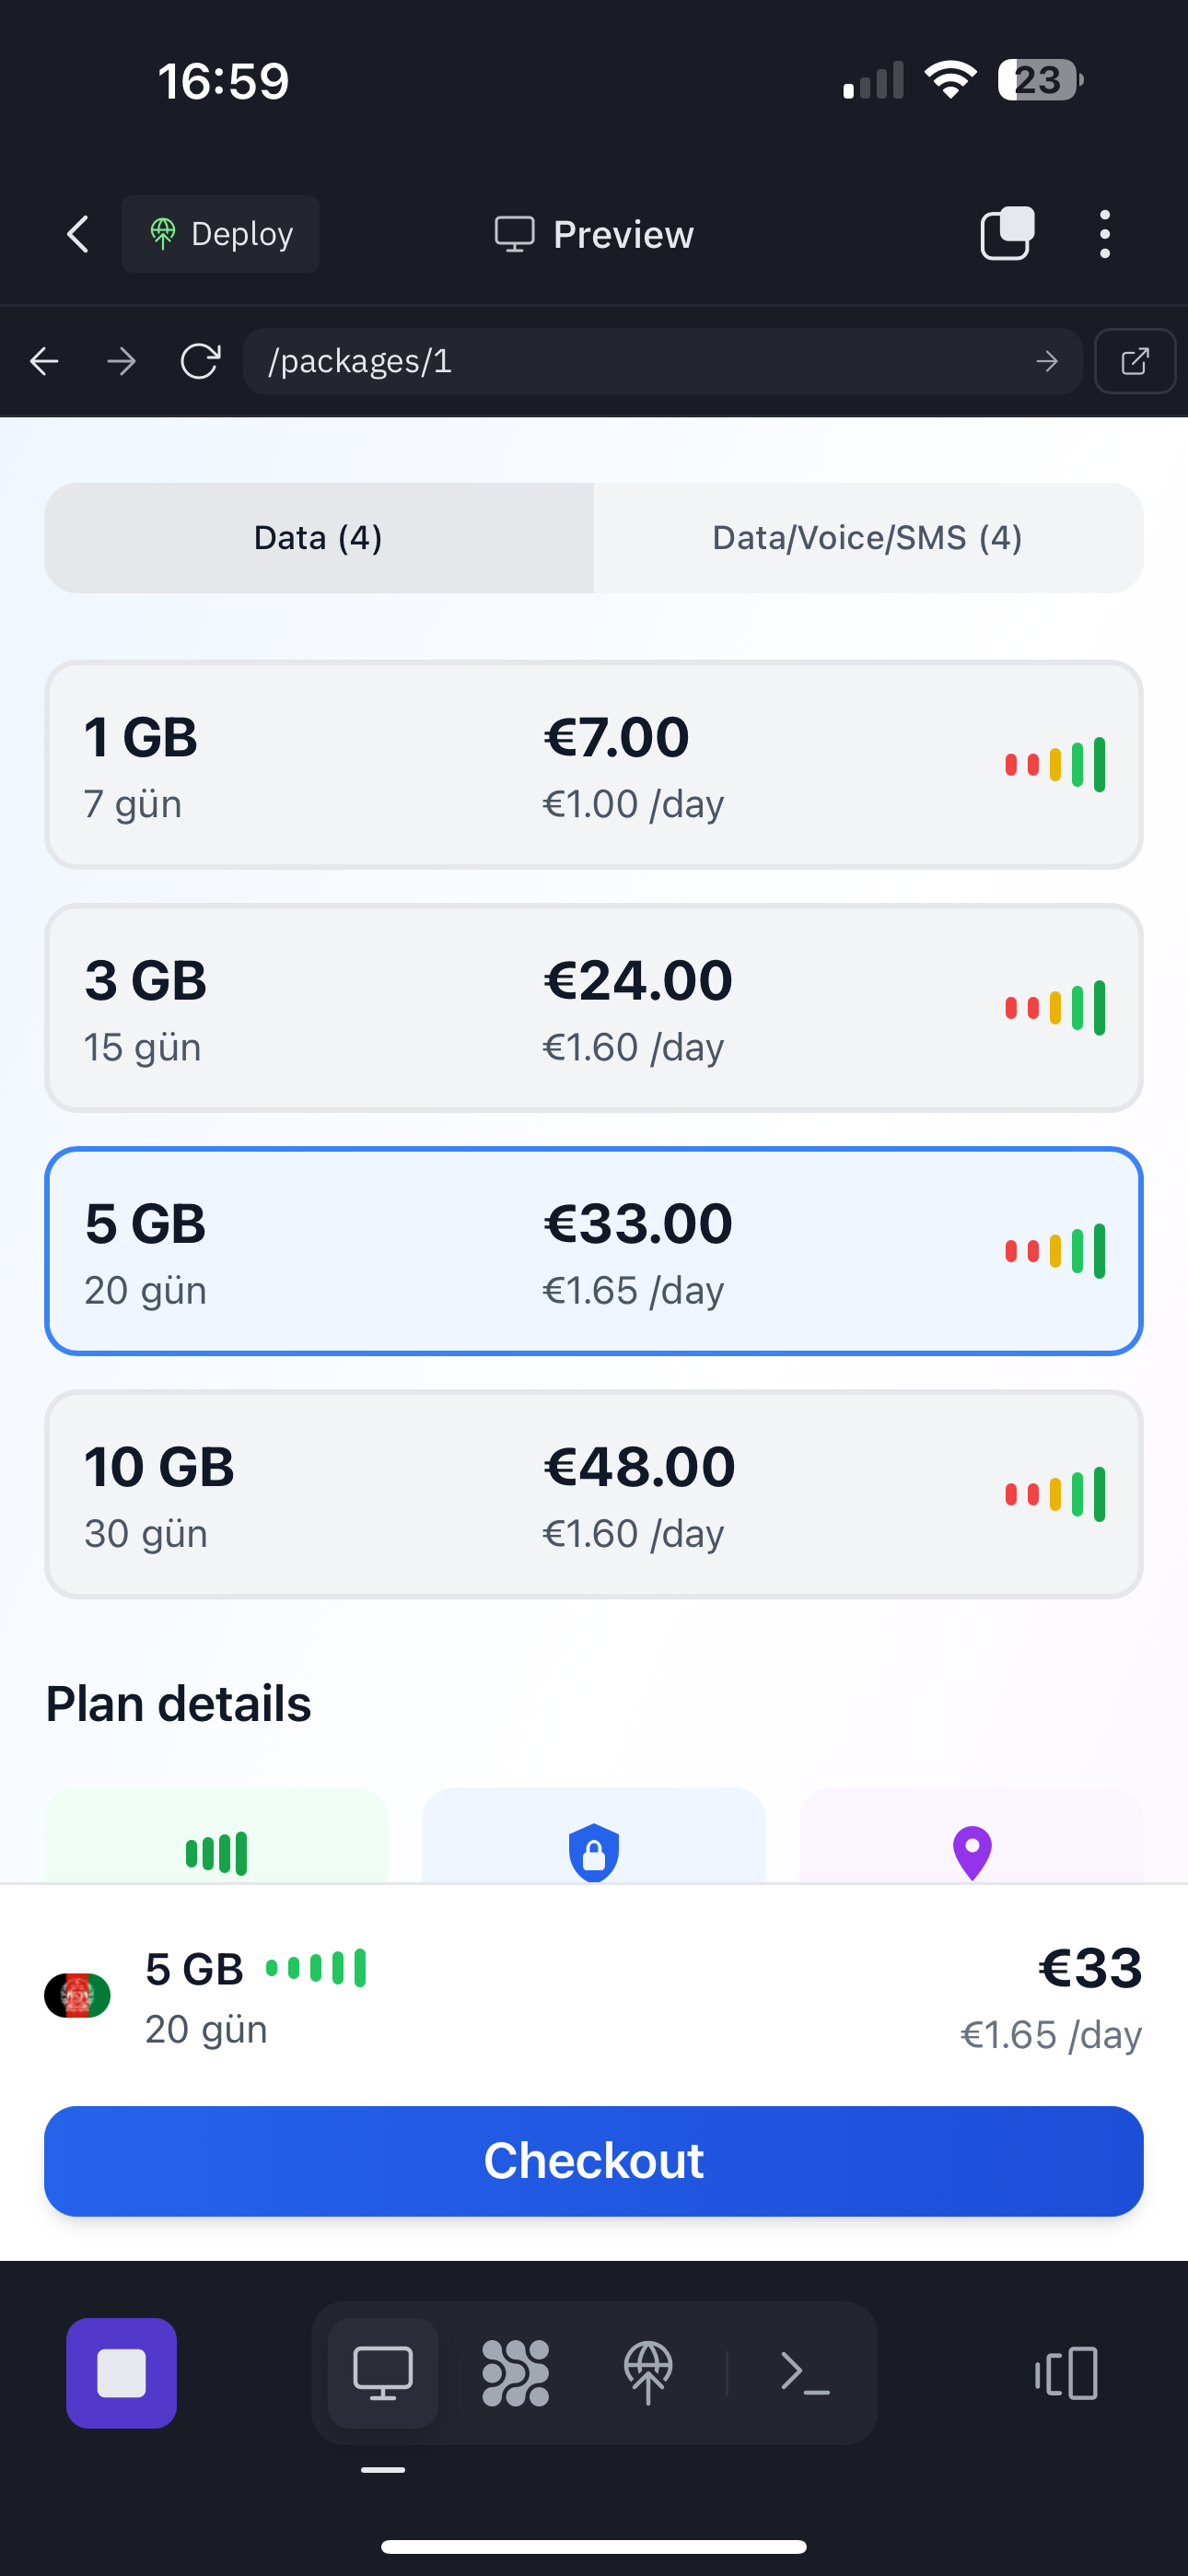 16:59
23
Deploy
Preview
/packages/1
Data (4)
Data/Voice/SMS (4)
1 GB
€7.00
7 gün
€1.00 /day
3 GB
€24.00
15 gün
€1.60 /day
5 GB
€33.00
20 gün
€1.65 /day
10 GB
€48.00
30 gün
€1.60 /day
Plan details
5 GB
€33
20 gün
€1.65 /day
Checkout